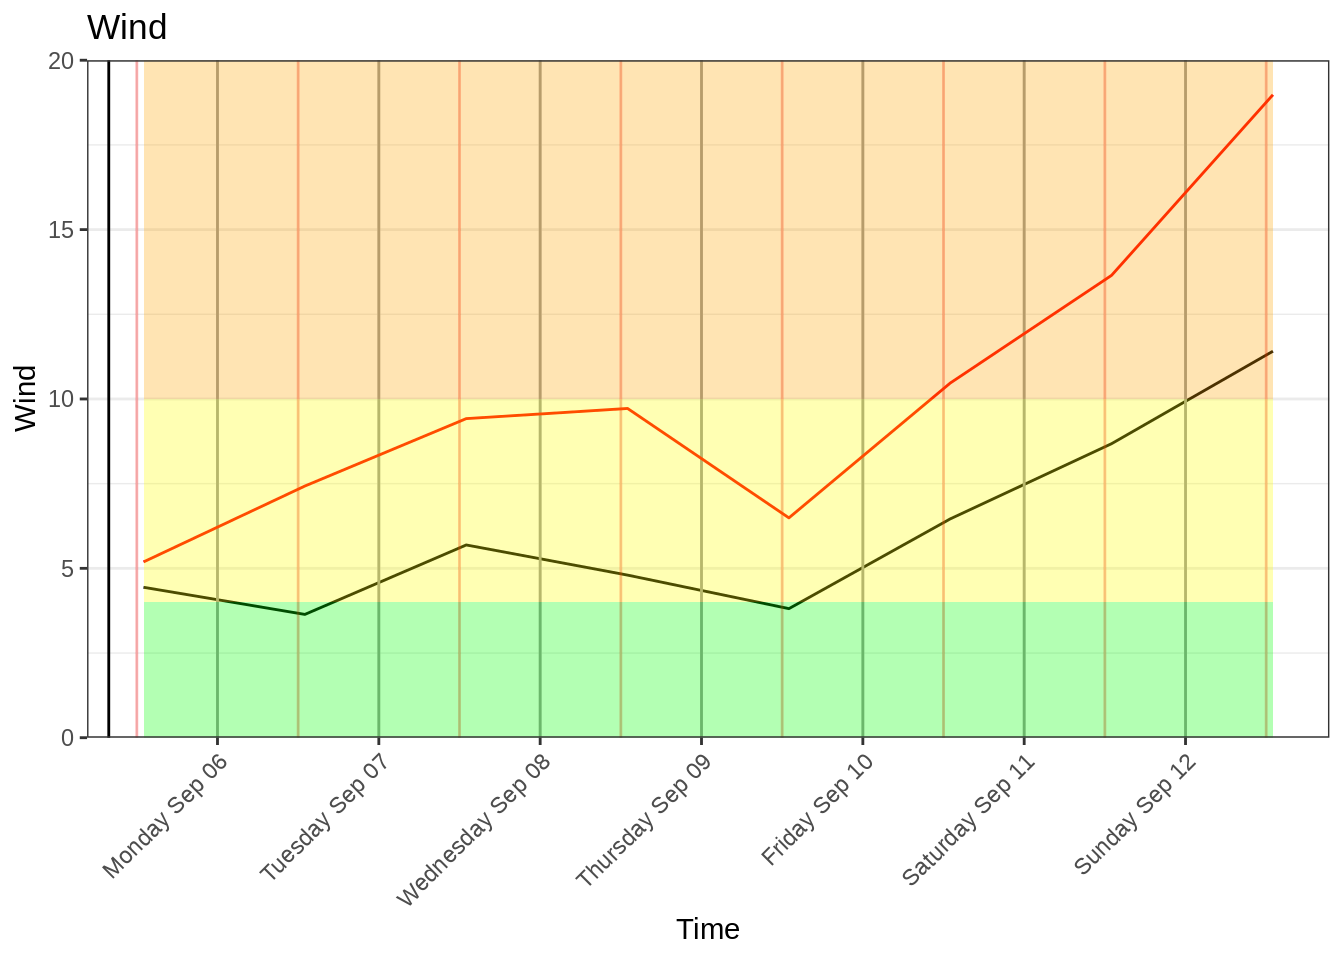 Wind
20
15
10
5
0
Wind
Monday Sep 06
Tuesday Sep 07
Wednesday Sep 08
Thursday Sep 09
Friday Sep 10
Saturday Sep 11
Sunday Sep 12
Time